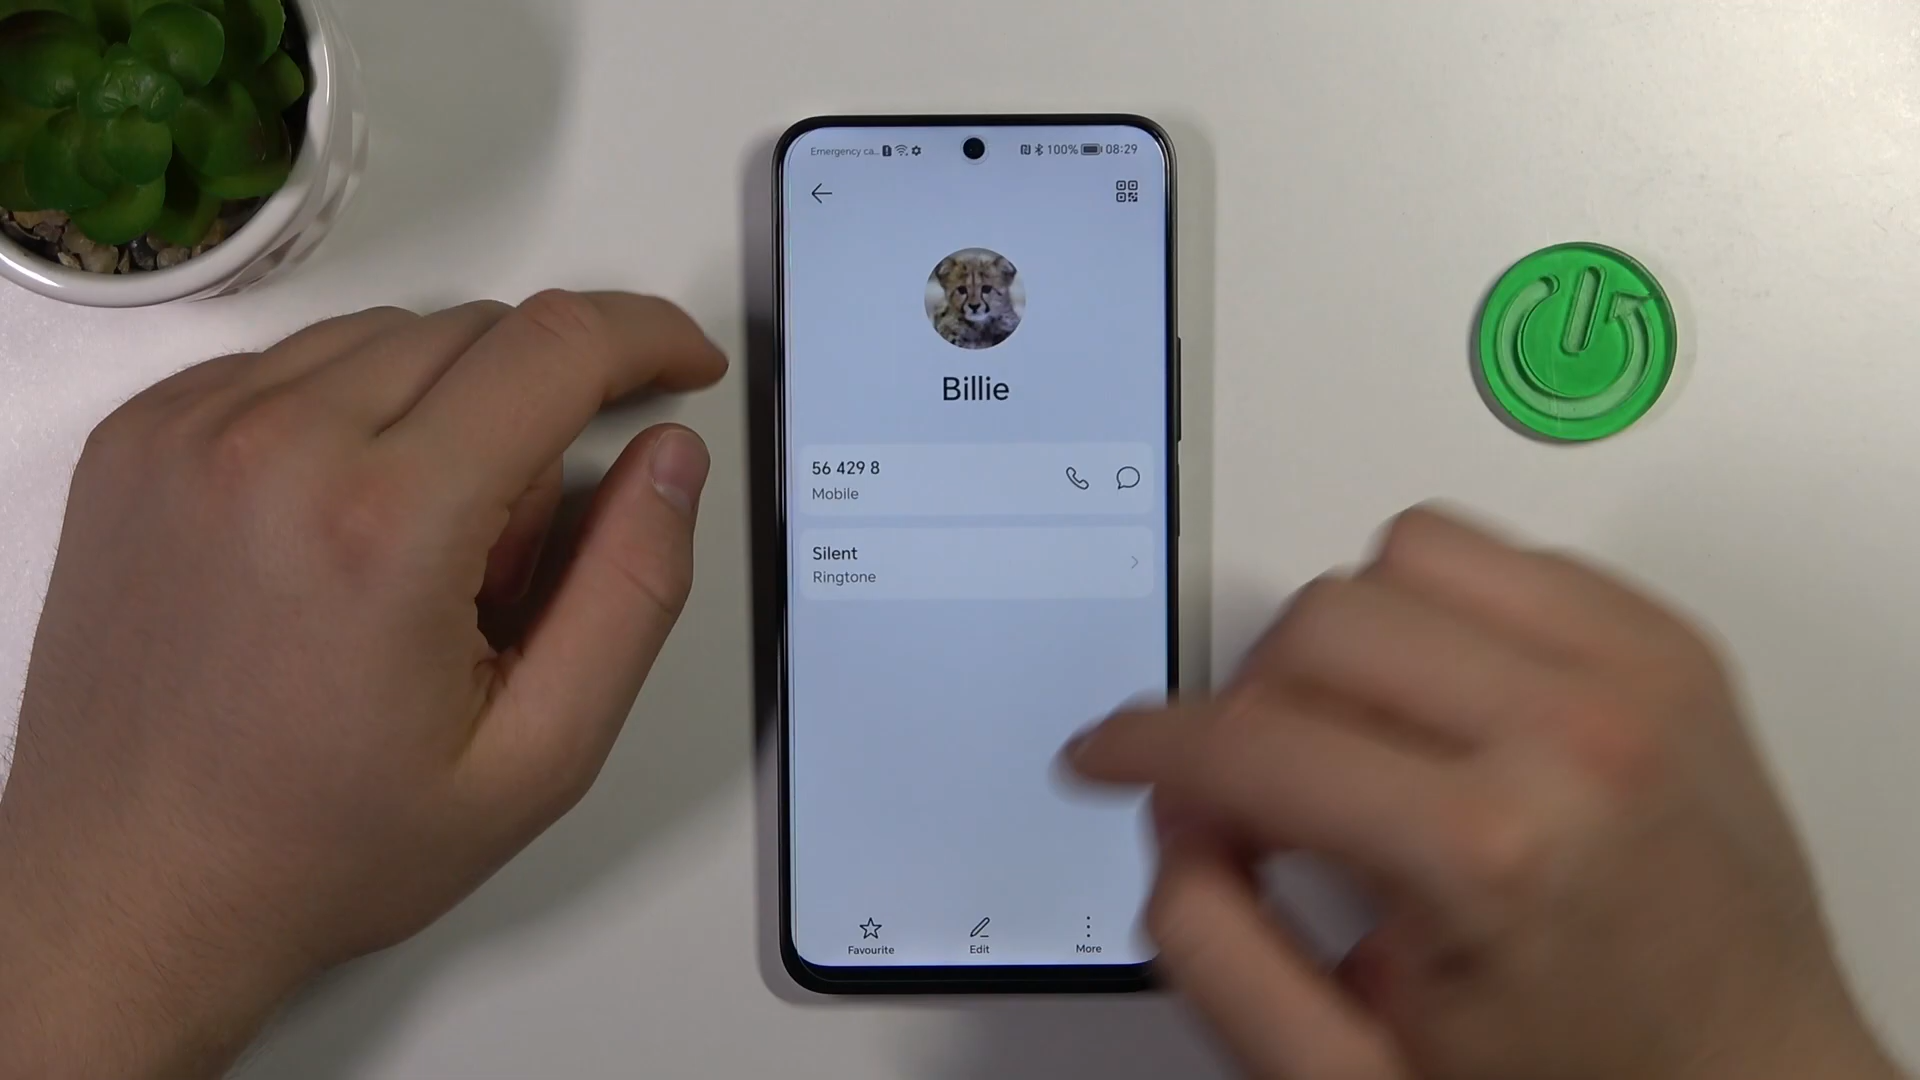 Emergency ca...
100% 08:29
Billie
56 429 8
Mobile
Silent
Ringtone
Favourite
Edit
More